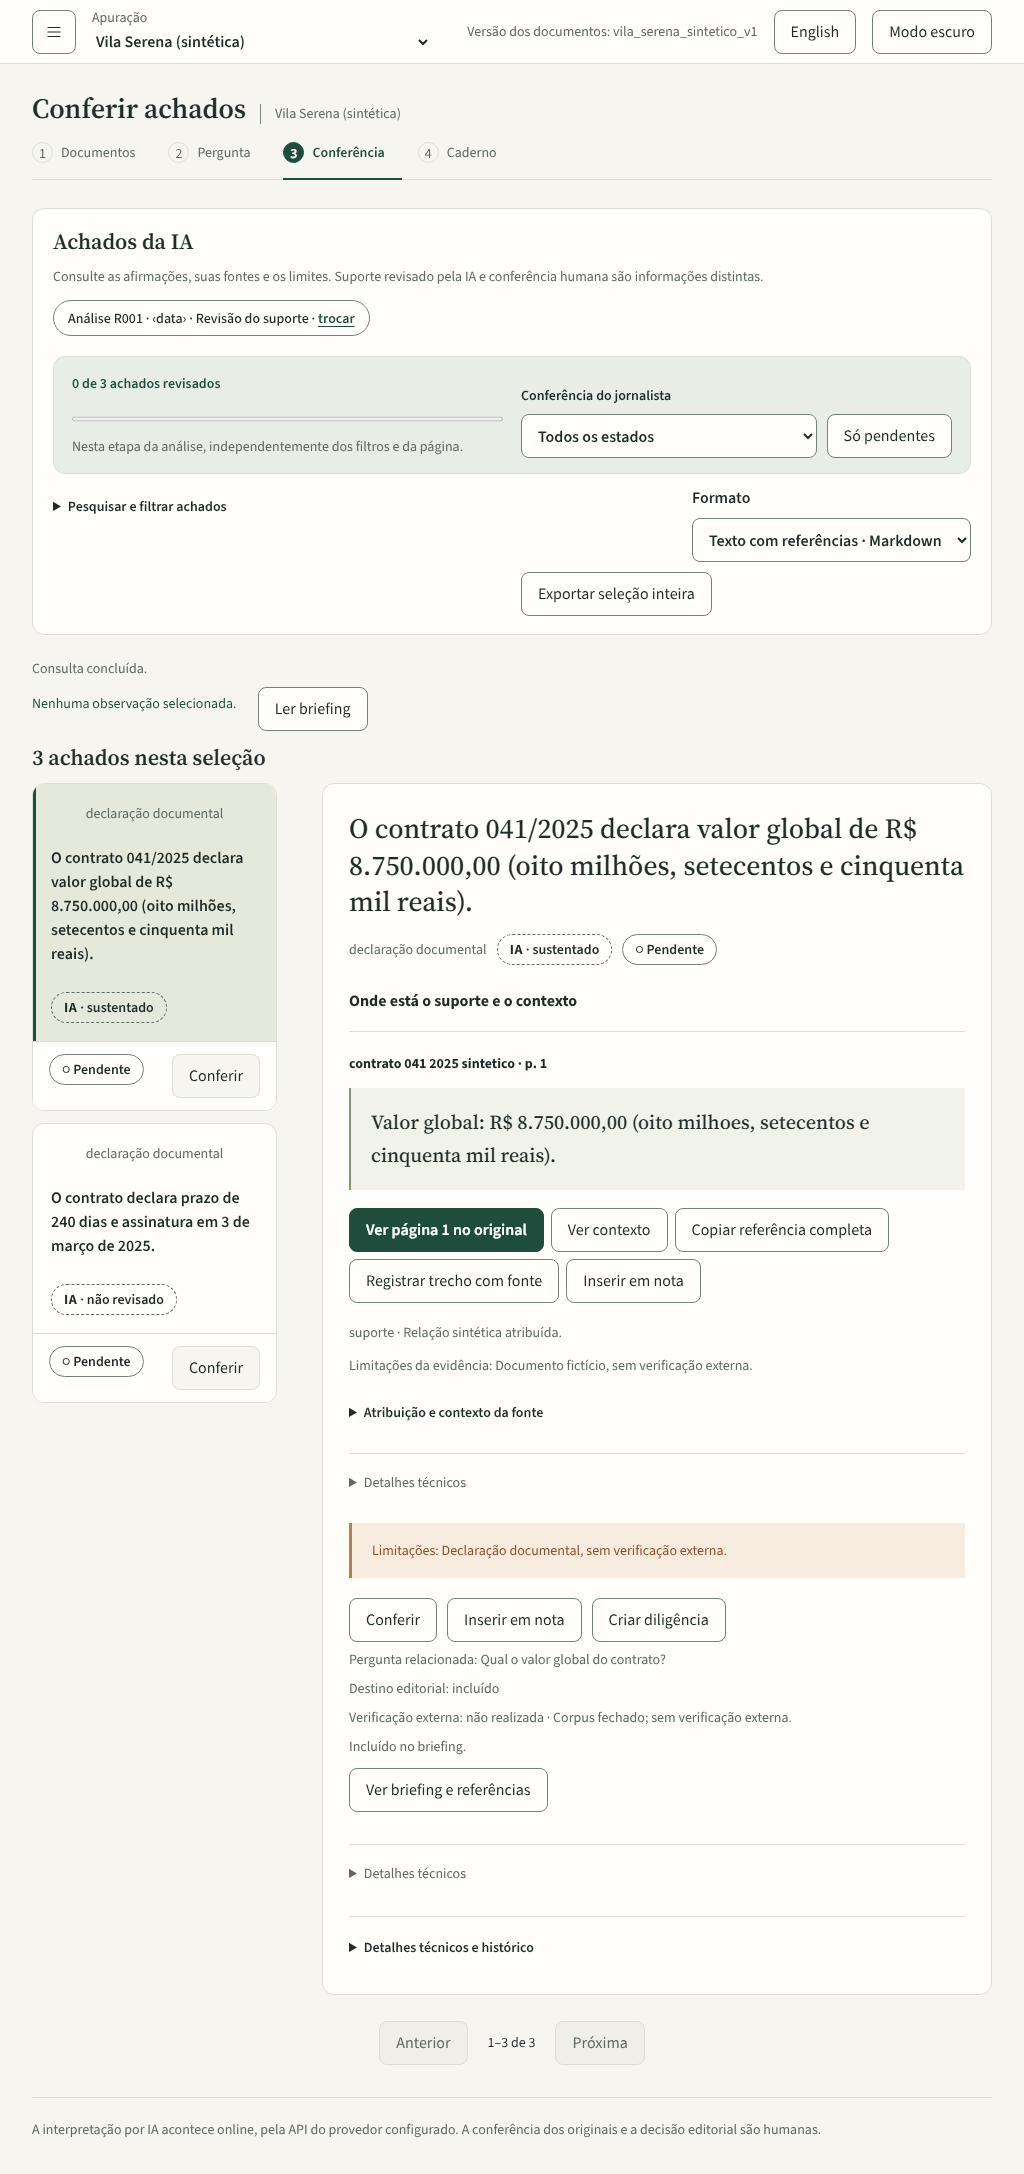 Apuração
Vila Serena (sintética)
Versão dos documentos: vila_serena_sintetico_v1
English
Modo escuro
Conferir achados
Vila Serena (sintética)
1 Documentos
2 Pergunta
3 Conferência
4 Caderno
Achados da IA
Consulte as afirmações, suas fontes e os limites. Suporte revisado pela IA e conferência humana são informações distintas.
Análise R001 · ‹data› · Revisão do suporte · trocar
0 de 3 achados revisados
Nesta etapa da análise, independentemente dos filtros e da página.
Conferência do jornalista
Todos os estados
Só pendentes
Pesquisar e filtrar achados
Formato
Texto com referências · Markdown
Exportar seleção inteira
Consulta concluída.
Nenhuma observação selecionada.
Ler briefing
3 achados nesta seleção
declaração documental
O contrato 041/2025 declara
valor global de R$
8.750.000,00 (oito milhões,
setecentos e cinquenta mil
reais).
IA · sustentado
○ Pendente
Conferir
declaração documental
O contrato declara prazo de
240 dias e assinatura em 3 de
março de 2025.
IA · não revisado
○ Pendente
Conferir
O contrato 041/2025 declara valor global de R$
8.750.000,00 (oito milhões, setecentos e cinquenta
mil reais).
declaração documental
IA · sustentado
○ Pendente
Onde está o suporte e o contexto
contrato 041 2025 sintetico · p. 1
Valor global: R$ 8.750.000,00 (oito milhoes, setecentos e
cinquenta mil reais).
Ver página 1 no original
Ver contexto
Copiar referência completa
Registrar trecho com fonte
Inserir em nota
suporte · Relação sintética atribuída.
Limitações da evidência: Documento fictício, sem verificação externa.
Atribuição e contexto da fonte
Detalhes técnicos
Limitações: Declaração documental, sem verificação externa.
Conferir
Inserir em nota
Criar diligência
Pergunta relacionada: Qual o valor global do contrato?
Destino editorial: incluído
Verificação externa: não realizada · Corpus fechado; sem verificação externa.
Incluído no briefing.
Ver briefing e referências
Detalhes técnicos
Detalhes técnicos e histórico
Anterior
1–3 de 3
Próxima
A interpretação por IA acontece online, pela API do provedor configurado. A conferência dos originais e a decisão editorial são humanas.